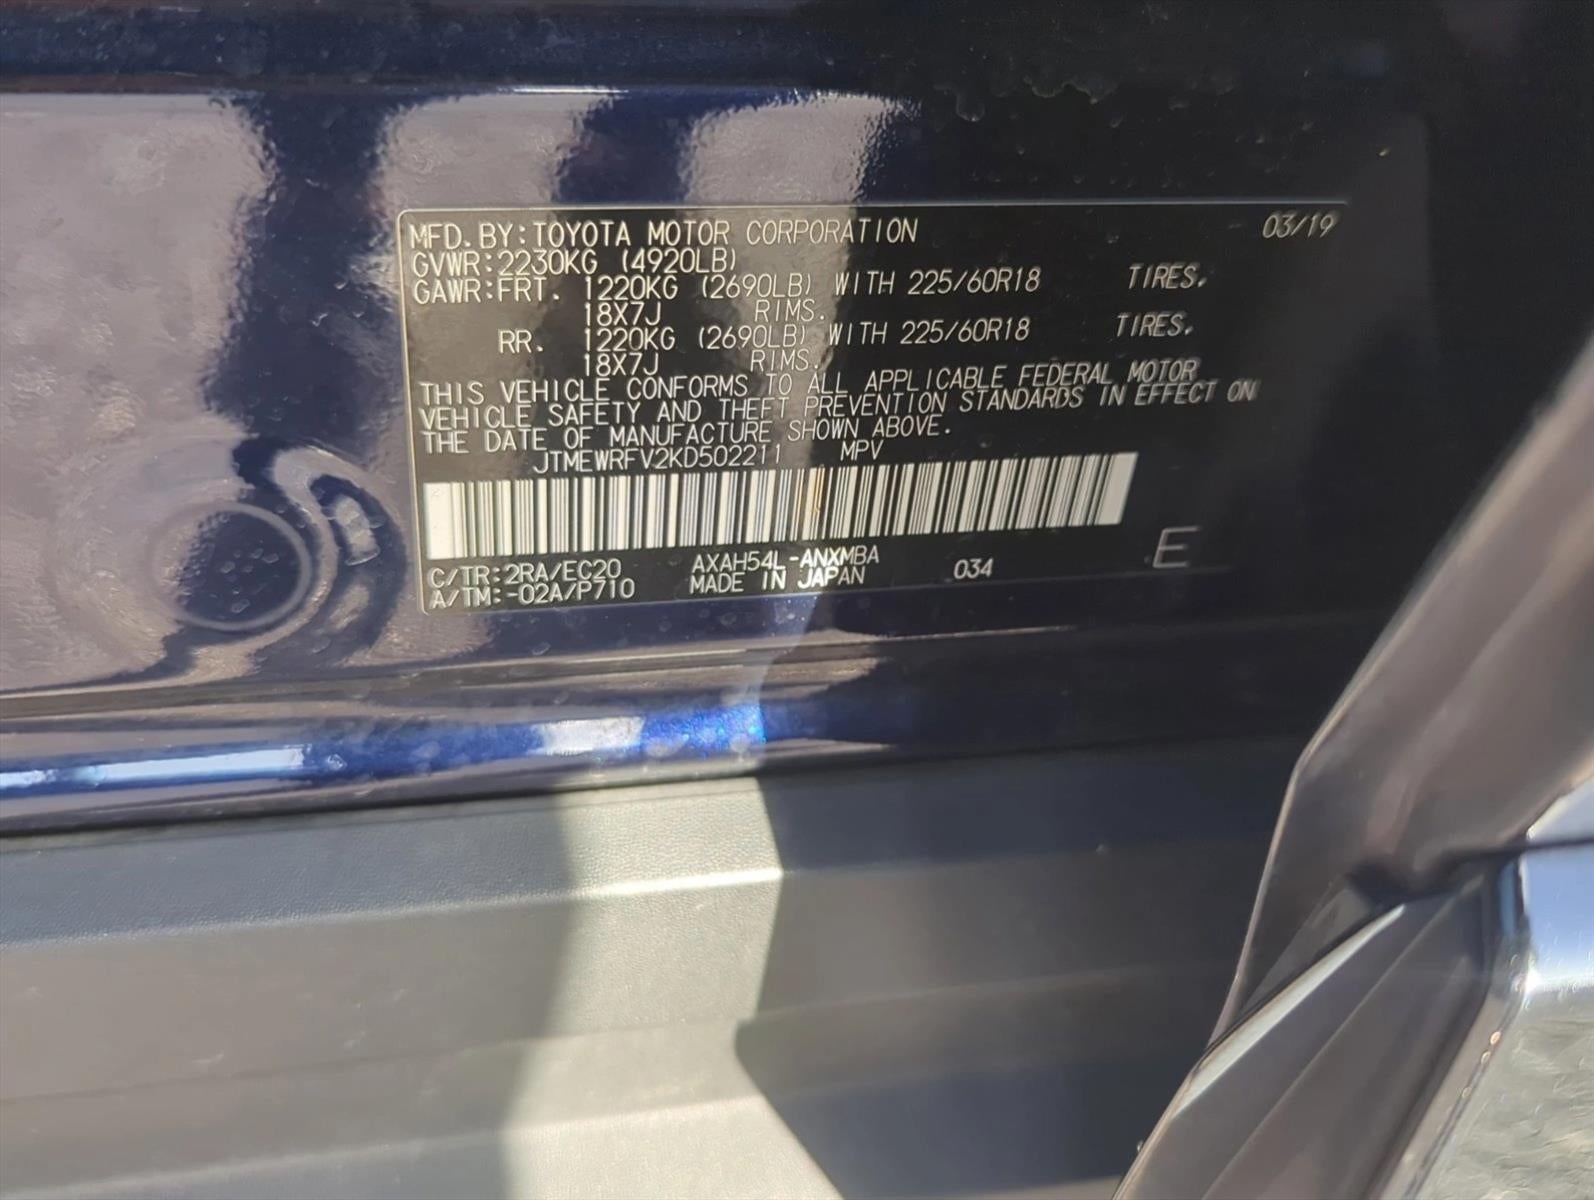 MFD. BY: TOYOTA MOTOR CORPORATION 03/19
GVWR: 2230KG (4920LB)
GAWR: FRT. 1220KG (2690LB) WITH 225/60R18 TIRES.
18X7J RIMS.
RR. 1220KG (2690LB) WITH 225/60R18 TIRES.
18X7J RIMS.
THIS VEHICLE CONFORMS TO ALL APPLICABLE FEDERAL MOTOR
VEHICLE SAFETY AND THEFT PREVENTION STANDARDS IN EFFECT ON
THE DATE OF MANUFACTURE SHOWN ABOVE.
JTMEWRFV2KD502211 MPV
C/TR: 2RA/EC20 AXAH54L-ANXMBA 034 E
A/TM: -02A/P710 MADE IN JAPAN